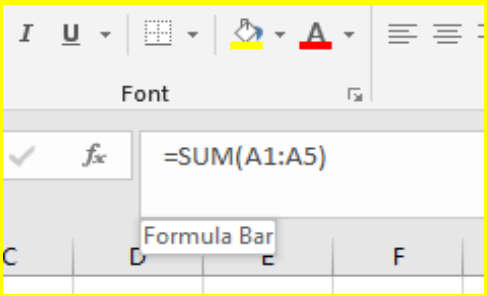 I U A
Font
fx =SUM(A1:A5)
Formula Bar
C D E F